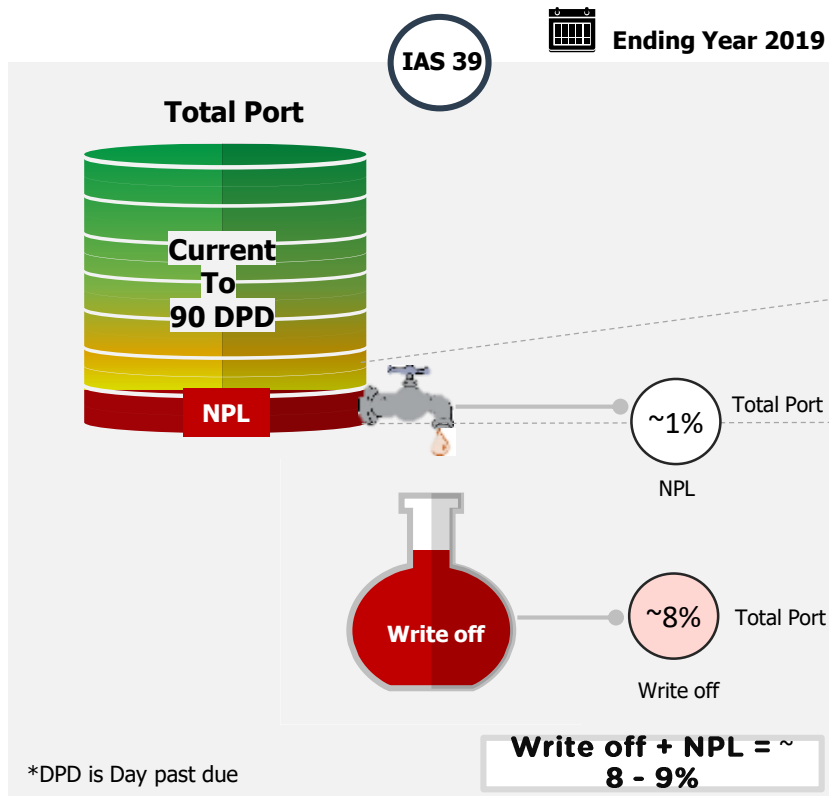 IAS 39
Ending Year 2019
Total Port
Current
To
90 DPD
NPL
~1%
Total Port
NPL
Write off
~8%
Total Port
Write off
*DPD is Day past due
Write off + NPL = ~
8 - 9%